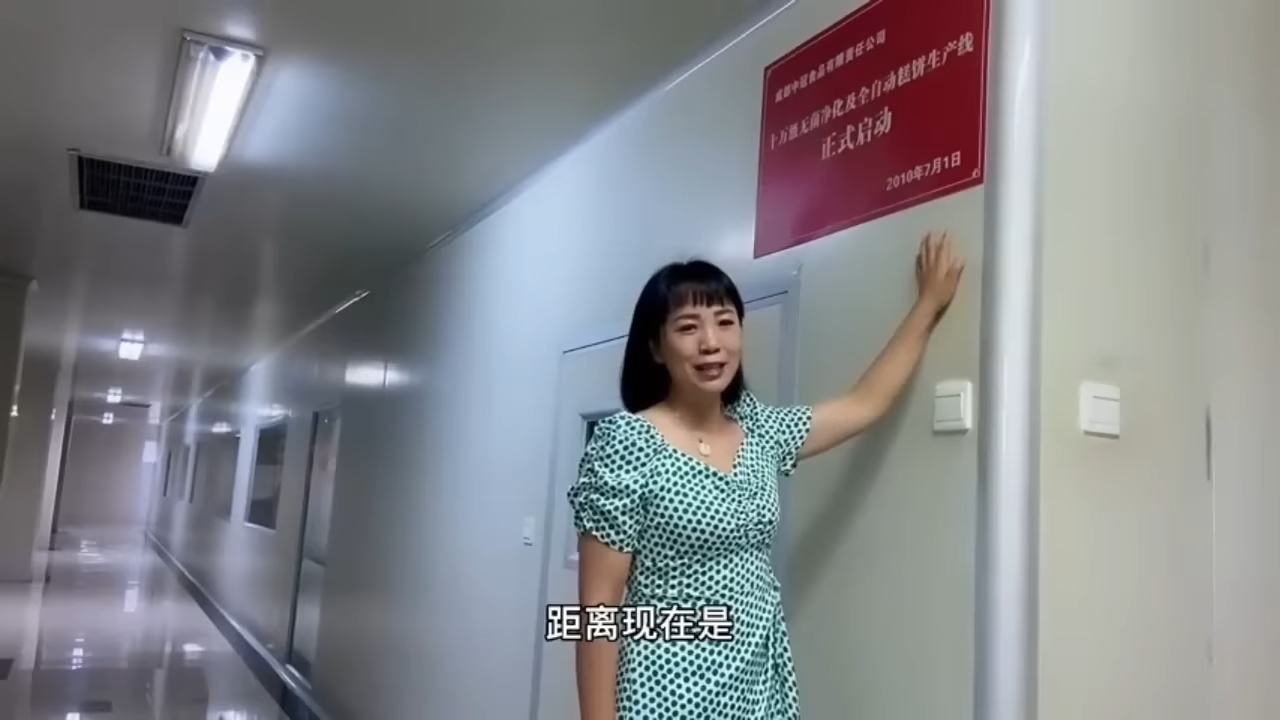 成都中冠食品有限责任公司
十万级无菌净化及全自动糕饼生产线
正式启动
2010年7月1日
距离现在是